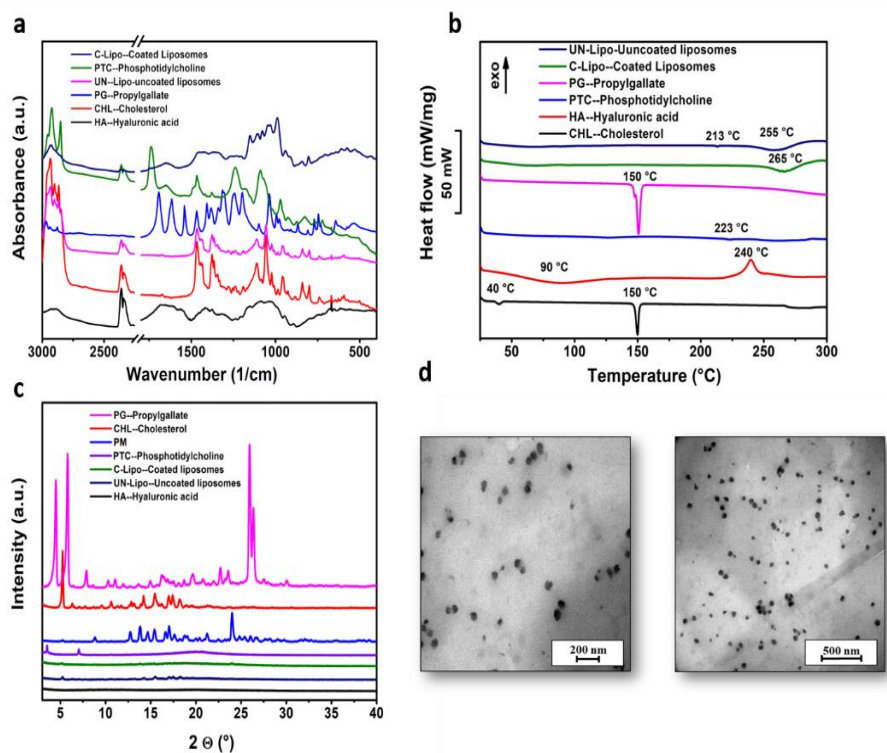 a
C-Lipo--Coated Liposomes
PTC--Phosphotidylcholine
UN--Lipo-uncoated liposomes
PG--Propylgallate
CHL--Cholesterol
HA--Hyaluronic acid
Absorbance (a.u.)
3000 2500 1500 1000 500
Wavenumber (1/cm)
b
exo
UN-Lipo-Uuncoated liposomes
C-Lipo--Coated Liposomes
PG--Propylgallate
PTC--Phosphotidylcholine
HA--Hyaluronic acid
CHL--Cholesterol
Heat flow (mW/mg)
50 mW
213 °C 255 °C
265 °C
150 °C
223 °C
240 °C
90 °C
40 °C
150 °C
50 100 150 200 250 300
Temperature (°C)
c
PG--Propylgallate
CHL--Cholesterol
PM
PTC--Phosphotidylcholine
C-Lipo--Coated liposomes
UN-Lipo--Uncoated liposomes
HA--Hyaluronic acid
Intensity (a.u.)
5 10 15 20 25 30 35 40
2 Θ (°)
d
200 nm
500 nm